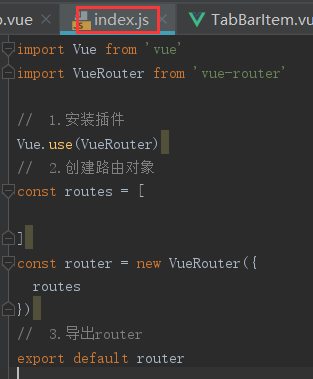 .vue
index.js
TabBarItem.vu
import Vue from 'vue'
import VueRouter from 'vue-router'
// 1.安装插件
Vue.use(VueRouter)
// 2.创建路由对象
const routes = [
]
const router = new VueRouter({
routes
})
// 3.导出router
export default router